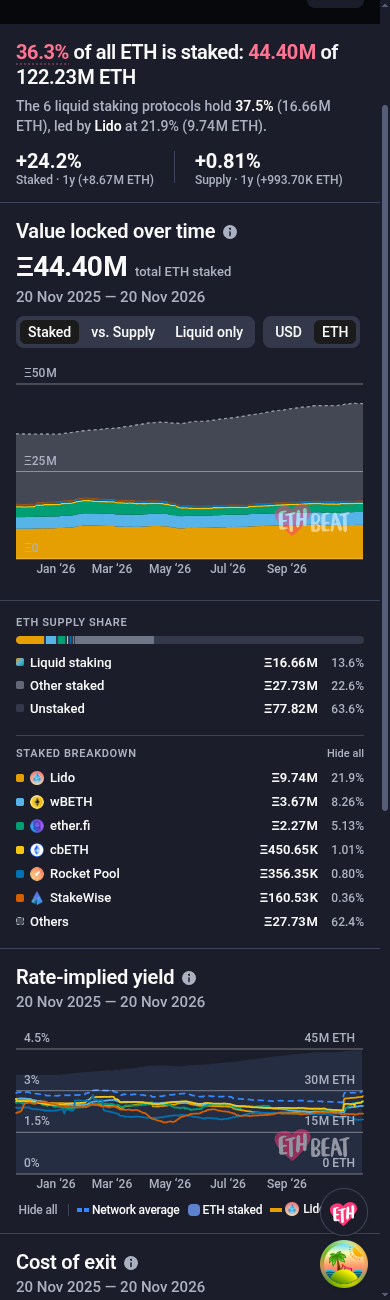 36.3% of all ETH is staked: 44.40M of
122.23M ETH
The 6 liquid staking protocols hold 37.5% (16.66M
ETH), led by Lido at 21.9% (9.74M ETH).
+24.2%
Staked · 1y (+8.67M ETH)
+0.81%
Supply · 1y (+993.70K ETH)
Value locked over time
Ξ44.40M total ETH staked
20 Nov 2025 — 20 Nov 2026
Staked vs. Supply Liquid only USD ETH
Ξ50M
Ξ25M
ETH BEAT
Ξ0
Jan ‘26 Mar ‘26 May ‘26 Jul ‘26 Sep ‘26
ETH SUPPLY SHARE
Liquid staking Ξ16.66M 13.6%
Other staked Ξ27.73M 22.6%
Unstaked Ξ77.82M 63.6%
STAKED BREAKDOWN Hide all
Lido Ξ9.74M 21.9%
wBETH Ξ3.67M 8.26%
ether.fi Ξ2.27M 5.13%
cbETH Ξ450.65K 1.01%
Rocket Pool Ξ356.35K 0.80%
StakeWise Ξ160.53K 0.36%
Others Ξ27.73M 62.4%
Rate-implied yield
20 Nov 2025 — 20 Nov 2026
4.5% 45M ETH
3% 30M ETH
1.5% 15M ETH
ETH BEAT
0% 0 ETH
Jan ‘26 Mar ‘26 May ‘26 Jul ‘26 Sep ‘26
Hide all Network average ETH staked Lid
ETH
Cost of exit
20 Nov 2025 — 20 Nov 2026